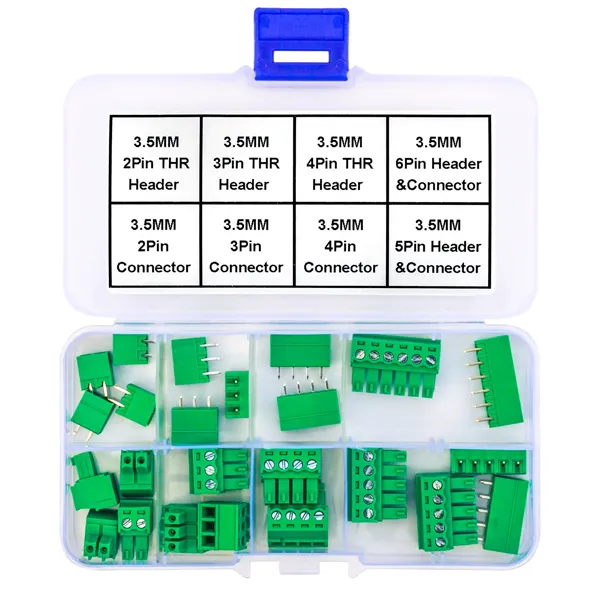 3.5MM
2Pin THR
Header
3.5MM
3Pin THR
Header
3.5MM
4Pin THR
Header
3.5MM
6Pin Header
&Connector
3.5MM
2Pin
Connector
3.5MM
3Pin
Connector
3.5MM
4Pin
Connector
3.5MM
5Pin Header
&Connector